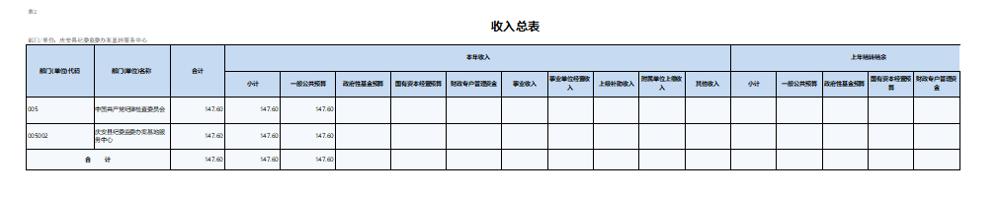 表2
收入总表
部门/单位：庆安县纪委监委办案基地服务中心
部门(单位)代码 部门(单位)名称 合计 本年收入 上年结转结余
小计 一般公共预算 政府性基金预算 国有资本经营预算 财政专户管理资金 事业收入 事业单位经营收入 上级补助收入 附属单位上缴收入 其他收入 小计 一般公共预算 政府性基金预算 国有资本经营预算 财政专户管理资金
005 中国共产党纪律检查委员会 147.60 147.60 147.60
005002 庆安县纪委监委办案基地服务中心 147.60 147.60 147.60
合 计 147.60 147.60 147.60